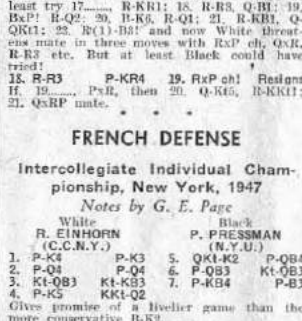 least try 17......., R-KR1; 18. R-R3, Q-B1; 19.
BxP! R-Q2; 20. B-K6, R-Q1; 21. R-KB1, Q-
QKt1; 22. R(1)-B3! and now White threat-
ens mate in three moves with RxP ch, QxR,
R-R3 etc. But at least Black could have
tried!
18. R-R3 P-KR4 19. RxP ch! Resigns
If 19......., PxR, then 20. Q-Kt5, R-KKt1;
21. QxRP mate.
* * *
FRENCH DEFENSE
Intercollegiate Individual Cham-
pionship, New York, 1947
Notes by G. E. Page
White Black
R. EINHORN P. PRESSMAN
(C.C.N.Y.) (N.Y.U.)
1. P-K4 P-K3 5. QKt-K2 P-QB4
2. P-Q4 P-Q4 6. P-QB3 Kt-QB3
3. Kt-QB3 Kt-KB3 7. P-KB4 P-B3
4. P-K5 KKt-Q2
Gives promise of a livelier game than the
more conservative B-K2.